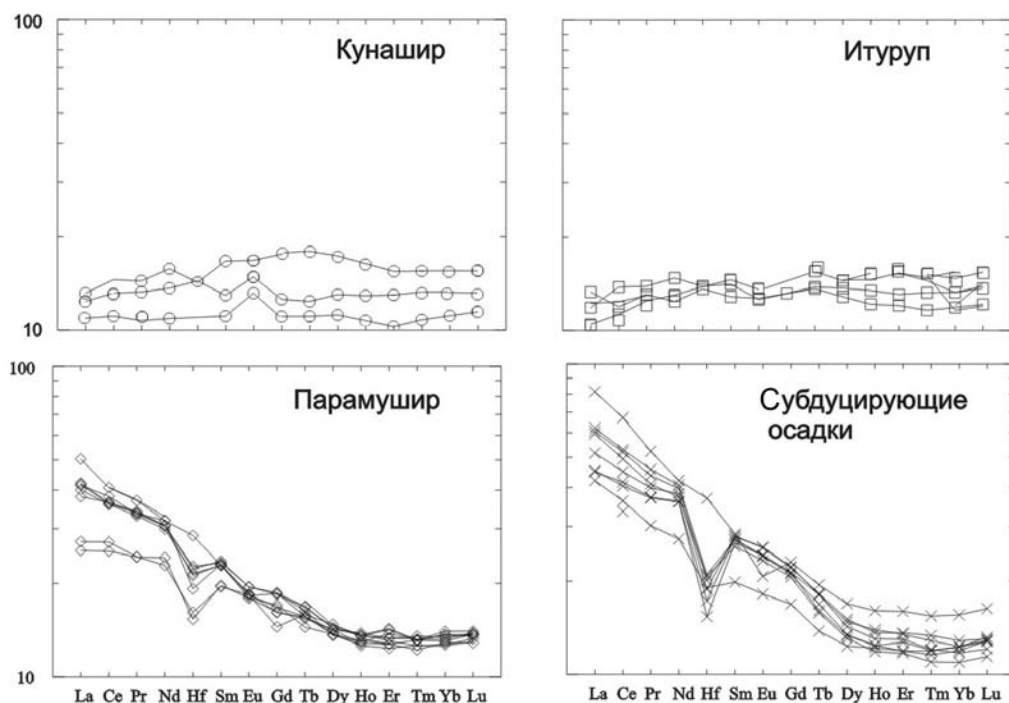 100
Кунашир
Итуруп
10
10
100
Парамушир
Субдуцирующие
осадки
10
La Ce Pr Nd Hf Sm Eu Gd Tb Dy Ho Er Tm Yb Lu
La Ce Pr Nd Hf Sm Eu Gd Tb Dy Ho Er Tm Yb Lu